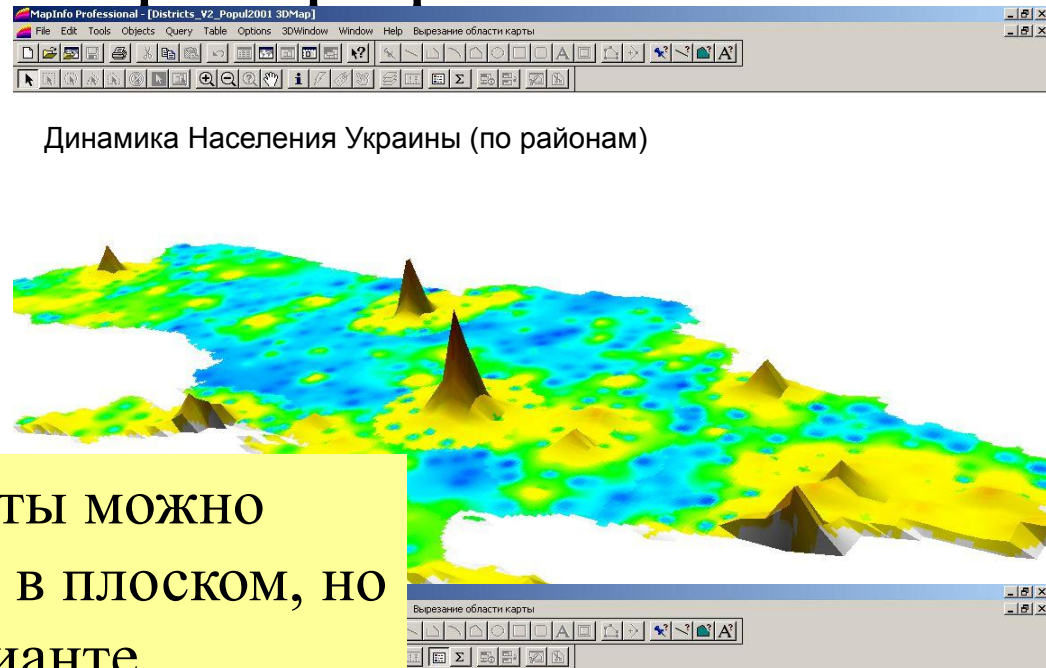 MapInfo Professional - [Districts_V2_Popul2001 3DMap]
File Edit Tools Objects Query Table Options 3DWindow Window Help Вырезание области карты
Динамика Населения Украины (по районам)
ты можно
в плоском, но
Вырезание области карты
ианте